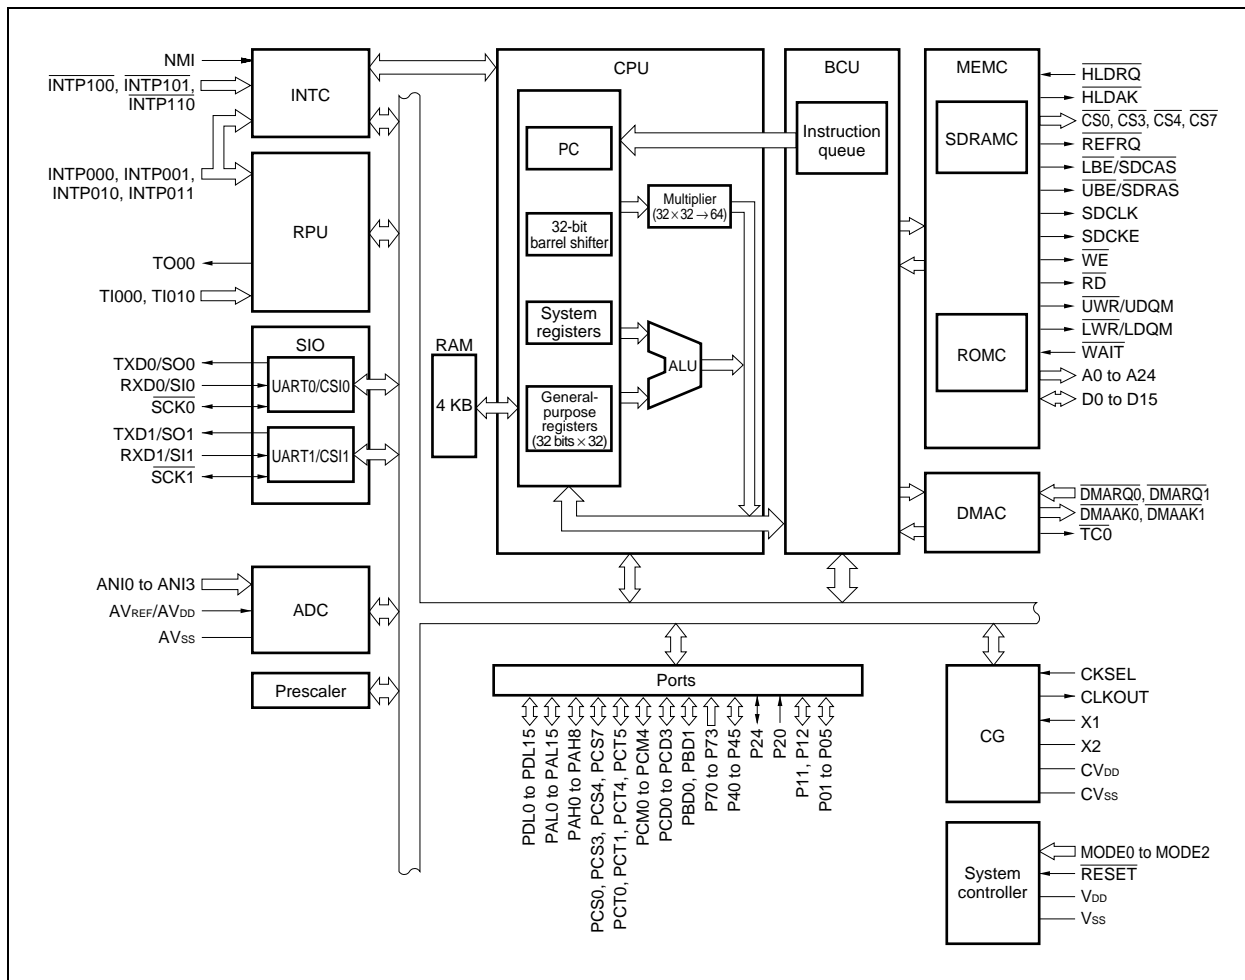 NMI
INTP100, INTP101,
INTP110
INTC
INTP000, INTP001,
INTP010, INTP011
RPU
TO00
TI000, TI010
SIO
TXD0/SO0
RXD0/SI0
SCK0
UART0/CSI0
TXD1/SO1
RXD1/SI1
SCK1
UART1/CSI1
ANI0 to ANI3
AVREF/AVDD
AVSS
ADC
Prescaler
RAM
4 KB
CPU
PC
32-bit
barrel shifter
System
registers
General-
purpose
registers
(32 bits × 32)
Multiplier
(32 × 32 → 64)
ALU
BCU
Instruction
queue
MEMC
SDRAMC
ROMC
HLDRQ
HLDAK
CS0, CS3, CS4, CS7
REFRQ
LBE/SDCAS
UBE/SDRAS
SDCLK
SDCKE
WE
RD
UWR/UDQM
LWR/LDQM
WAIT
A0 to A24
D0 to D15
DMAC
DMARQ0, DMARQ1
DMAAK0, DMAAK1
TC0
Ports
PDL0 to PDL15
PAL0 to PAL15
PAH0 to PAH8
PCS0, PCS3, PCS4, PCS7
PCT0, PCT1, PCT4, PCT5
PCM0 to PCM4
PCD0 to PCD3
PBD0, PBD1
P70 to P73
P40 to P45
P24
P20
P11, P12
P01 to P05
CG
CKSEL
CLKOUT
X1
X2
CVDD
CVSS
System
controller
MODE0 to MODE2
RESET
VDD
VSS